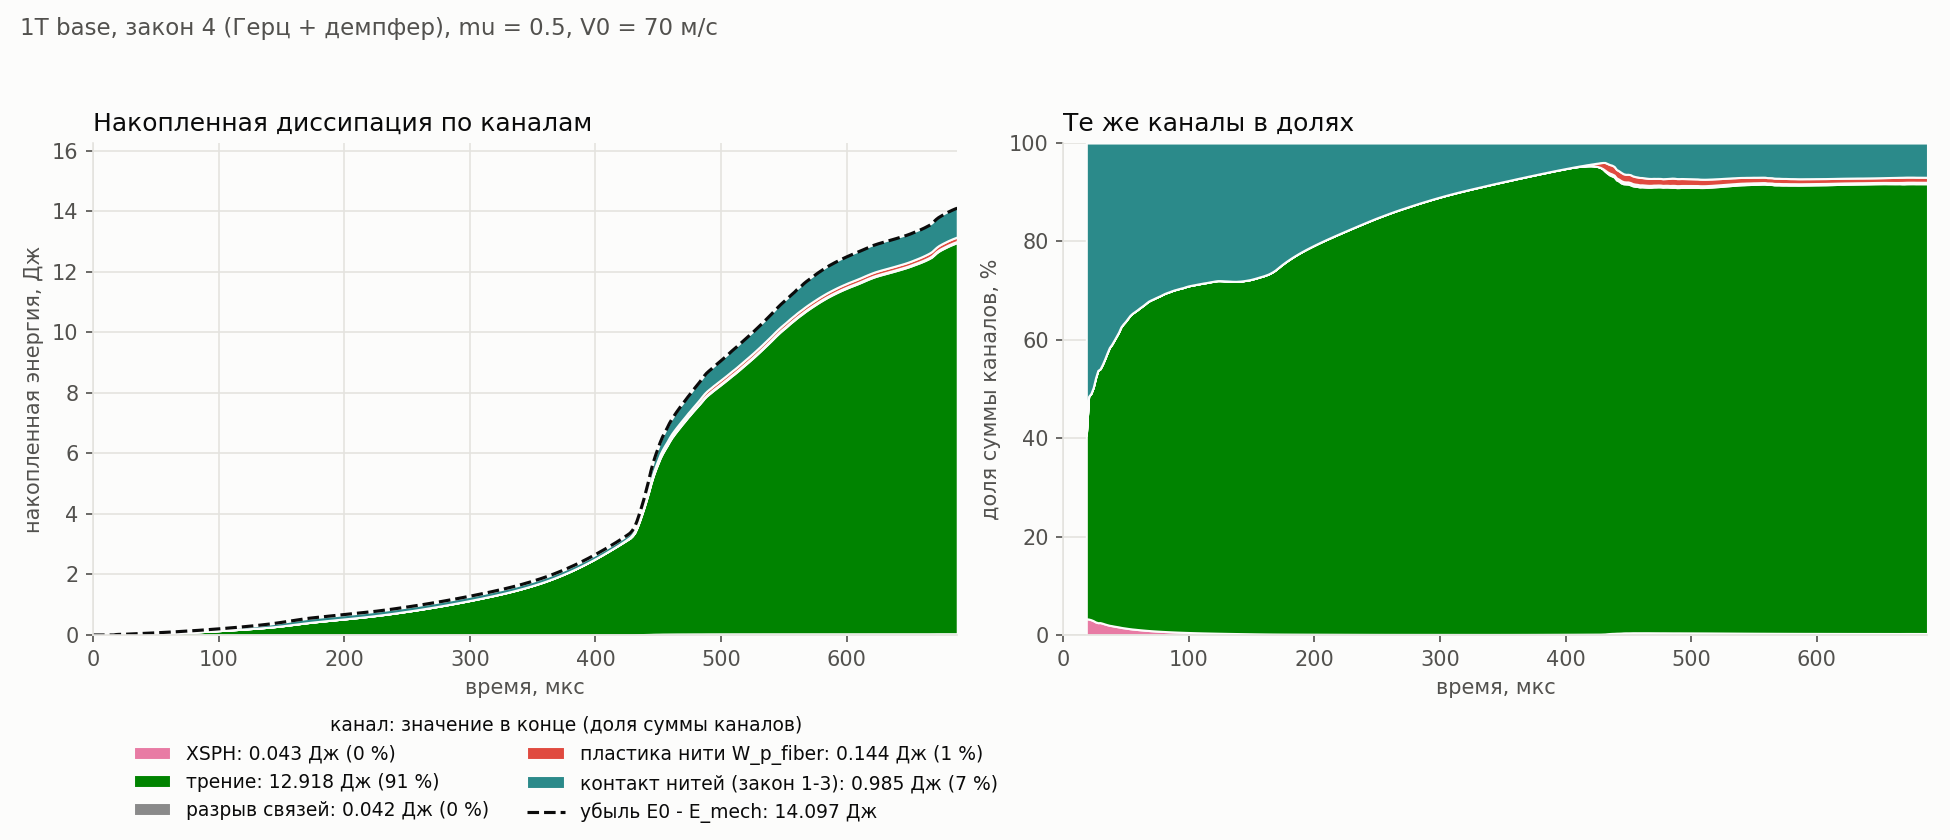 1T base, закон 4 (Герц + демпфер), mu = 0.5, V0 = 70 м/с
Накопленная диссипация по каналам
накопленная энергия, Дж
16
14
12
10
8
6
4
2
0
0 100 200 300 400 500 600
время, мкс
Те же каналы в долях
доля суммы каналов, %
100
80
60
40
20
0
0 100 200 300 400 500 600
время, мкс
канал: значение в конце (доля суммы каналов)
XSPH: 0.043 Дж (0 %)
трение: 12.918 Дж (91 %)
разрыв связей: 0.042 Дж (0 %)
пластика нити W_p_fiber: 0.144 Дж (1 %)
контакт нитей (закон 1-3): 0.985 Дж (7 %)
убыль E0 - E_mech: 14.097 Дж